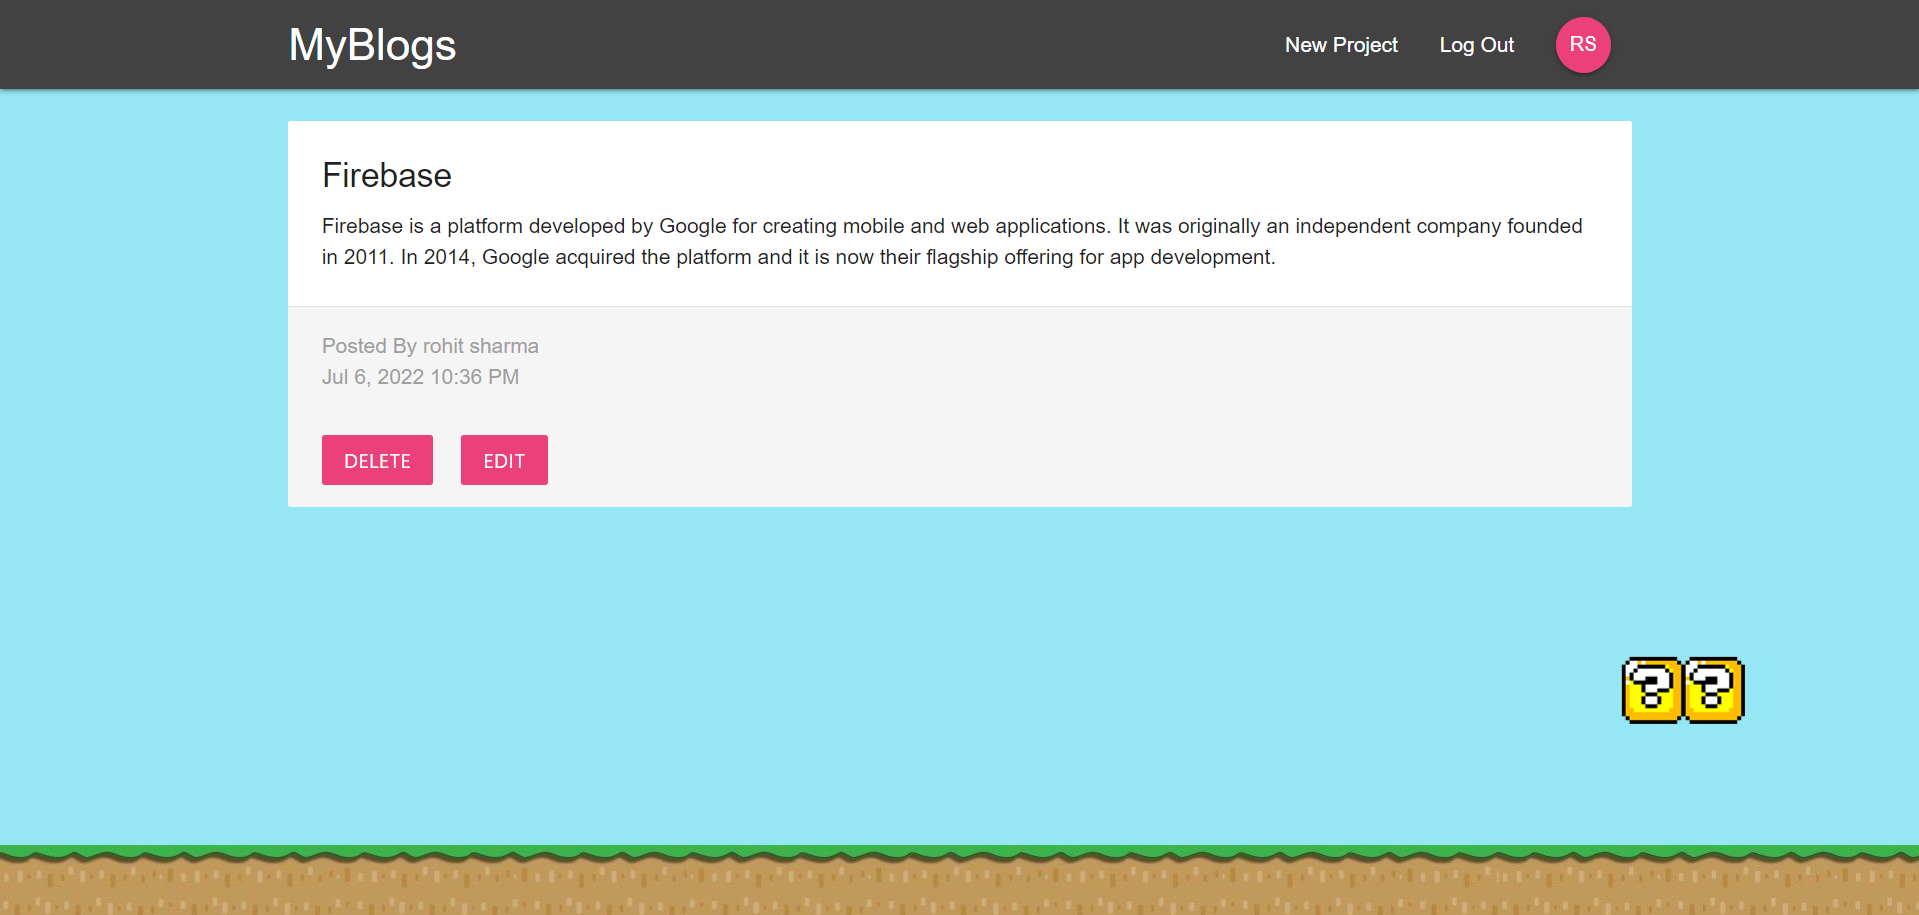 MyBlogs
New Project
Log Out
RS
Firebase
Firebase is a platform developed by Google for creating mobile and web applications. It was originally an independent company founded
in 2011. In 2014, Google acquired the platform and it is now their flagship offering for app development.
Posted By rohit sharma
Jul 6, 2022 10:36 PM
DELETE
EDIT
? ?